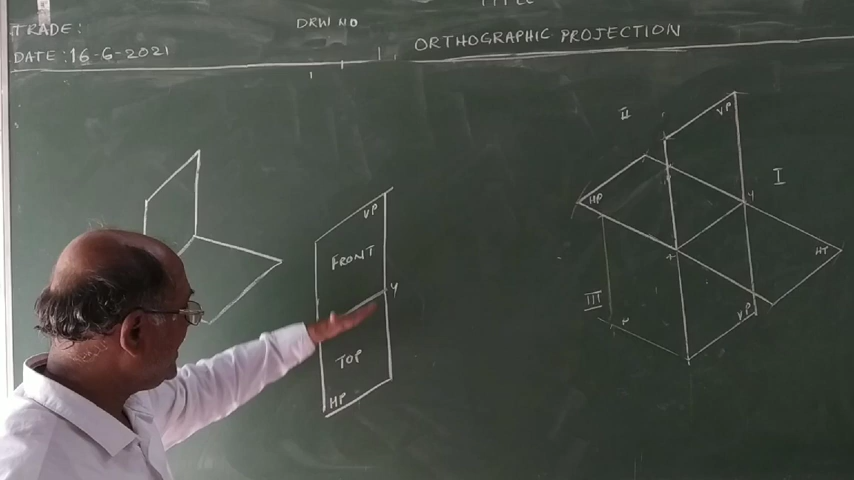 TITLE
TRADE:
DRW NO
DATE: 16-6-2021
ORTHOGRAPHIC PROJECTION
II
VP
I
HP
Y
VP
FRONT
Y
X
HT
III
VP
TOP
HP